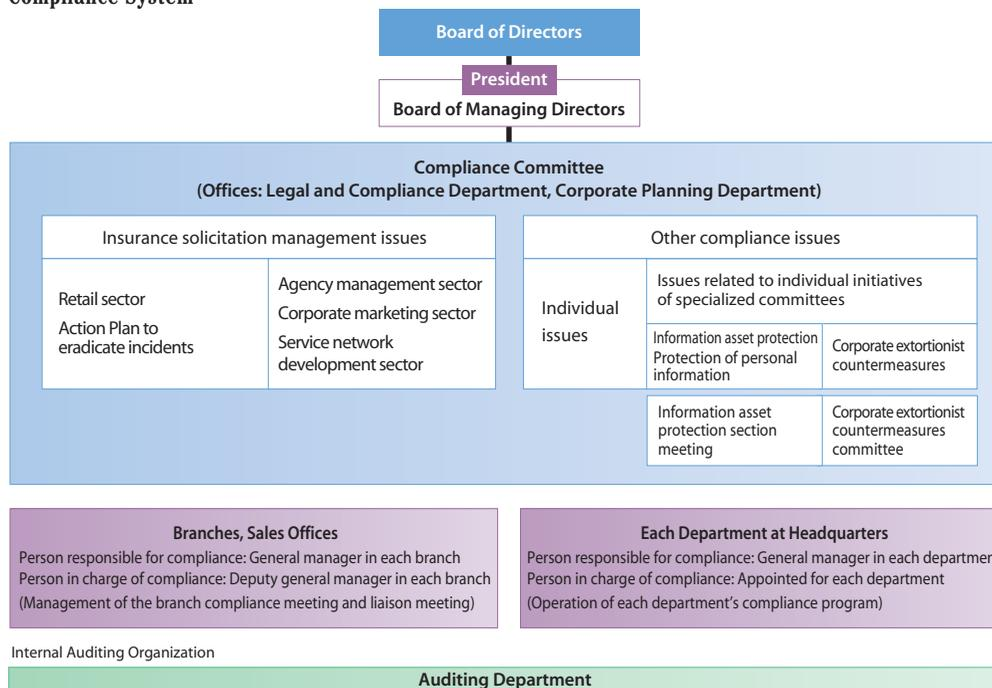 Compliance System
Board of Directors
President
Board of Managing Directors
Compliance Committee
(Offices: Legal and Compliance Department, Corporate Planning Department)
Insurance solicitation management issues
Retail sector
Action Plan to
eradicate incidents
Agency management sector
Corporate marketing sector
Service network
development sector
Other compliance issues
Individual
issues
Issues related to individual initiatives
of specialized committees
Information asset protection
Protection of personal
information
Corporate extortionist
countermeasures
Information asset
protection section
meeting
Corporate extortionist
countermeasures
committee
Branches, Sales Offices
Person responsible for compliance: General manager in each branch
Person in charge of compliance: Deputy general manager in each branch
(Management of the branch compliance meeting and liaison meeting)
Each Department at Headquarters
Person responsible for compliance: General manager in each departmen
Person in charge of compliance: Appointed for each department
(Operation of each department's compliance program)
Internal Auditing Organization
Auditing Department